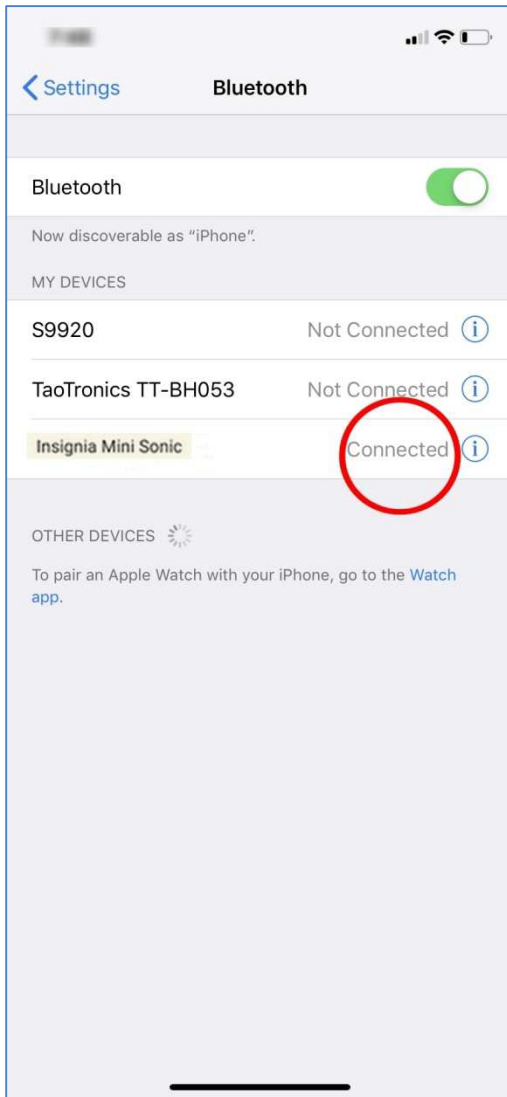 Settings
Bluetooth
Bluetooth
Now discoverable as “iPhone”.
MY DEVICES
S9920 Not Connected
TaoTronics TT-BH053 Not Connected
Insignia Mini Sonic Connected
OTHER DEVICES
To pair an Apple Watch with your iPhone, go to the Watch
app.